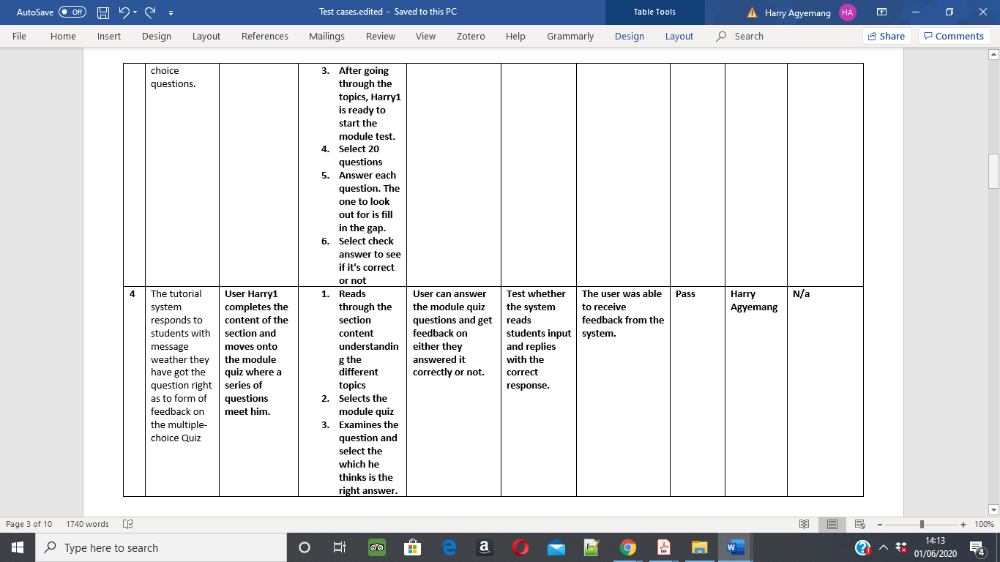 AutoSave Off
Test cases.edited - Saved to this PC
Table Tools
Harry Agyemang HA
File Home Insert Design Layout References Mailings Review View Zotero Help Grammarly Design Layout Search Share Comments
choice
questions.
3. After going
through the
topics, Harry1
is ready to
start the
module test.
4. Select 20
questions
5. Answer each
question. The
one to look
out for is fill
in the gap.
6. Select check
answer to see
if it's correct
or not
4
The tutorial
system
responds to
students with
message
weather they
have got the
question right
as to form of
feedback on
the multiple-
choice Quiz
User Harry1
completes the
content of the
section and
moves onto
the module
quiz where a
series of
questions
meet him.
1. Reads
through the
section
content
understandin
g the
different
topics
2. Selects the
module quiz
3. Examines the
question and
select the
which he
thinks is the
right answer.
User can answer
the module quiz
questions and get
feedback on
either they
answered it
correctly or not.
Test whether
the system
reads
students input
and replies
with the
correct
response.
The user was able
to receive
feedback from the
system.
Pass
Harry
Agyemang
N/a
Page 3 of 10 1740 words
100%
Type here to search
14:13
01/06/2020
4